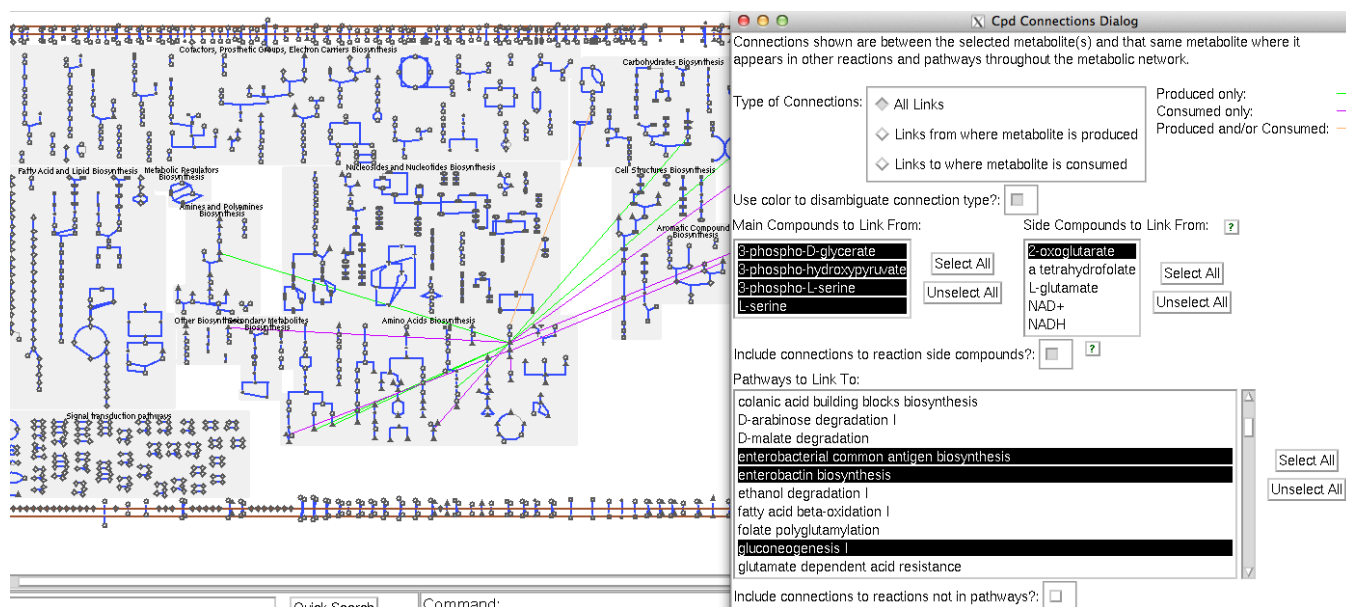 Cofactors, Prosthetic Groups, Electron Carriers Biosynthesis
Carbohydrates Biosynthesis
Fatty Acid and Lipid Biosynthesis
Metabolic Regulators
Biosynthesis
Nucleosides and Nucleotides Biosynthesis
Cell Structures Biosynthesis
Amines and Polyamines
Biosynthesis
Aromatic Compound
Biosynthesis
Other Biosynthesis
Secondary Metabolites
Biosynthesis
Amino Acids Biosynthesis
Signal transduction pathways
Quick Search
Command:
Cpd Connections Dialog
Connections shown are between the selected metabolite(s) and that same metabolite where it
appears in other reactions and pathways throughout the metabolic network.
Type of Connections:
All Links
Links from where metabolite is produced
Links to where metabolite is consumed
Produced only:
Consumed only:
Produced and/or Consumed:
Use color to disambiguate connection type?:
Main Compounds to Link From:
3-phospho-D-glycerate
3-phospho-hydroxypyruvate
3-phospho-L-serine
L-serine
Select All
Unselect All
Side Compounds to Link From:
?
2-oxoglutarate
a tetrahydrofolate
L-glutamate
NAD+
NADH
Select All
Unselect All
Include connections to reaction side compounds?:
?
Pathways to Link To:
colanic acid building blocks biosynthesis
D-arabinose degradation I
D-malate degradation
enterobacterial common antigen biosynthesis
enterobactin biosynthesis
ethanol degradation I
fatty acid beta-oxidation I
folate polyglutamylation
gluconeogenesis I
glutamate dependent acid resistance
Select All
Unselect All
Include connections to reactions not in pathways?: